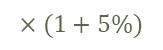 × (1 + 5%)